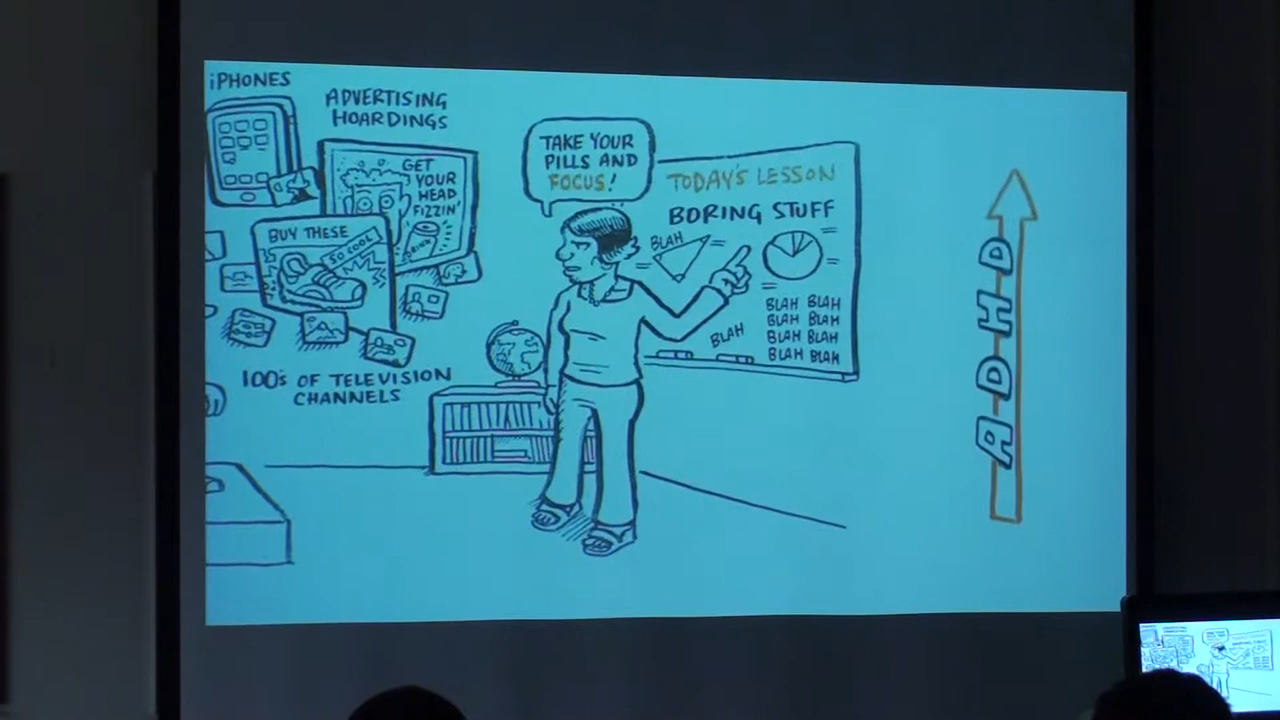 iPHONES
ADVERTISING
HOARDINGS
GET
YOUR
HEAD
FIZZIN'
DRINK
BUY THESE
SO COOL
100's OF TELEVISION
CHANNELS
TAKE YOUR
PILLS AND
FOCUS!
TODAY'S LESSON
BORING STUFF
BLAH
BLAH BLAH
BLAH BLAH
BLAH BLAH
BLAH BLAH
BLAH
ADHD